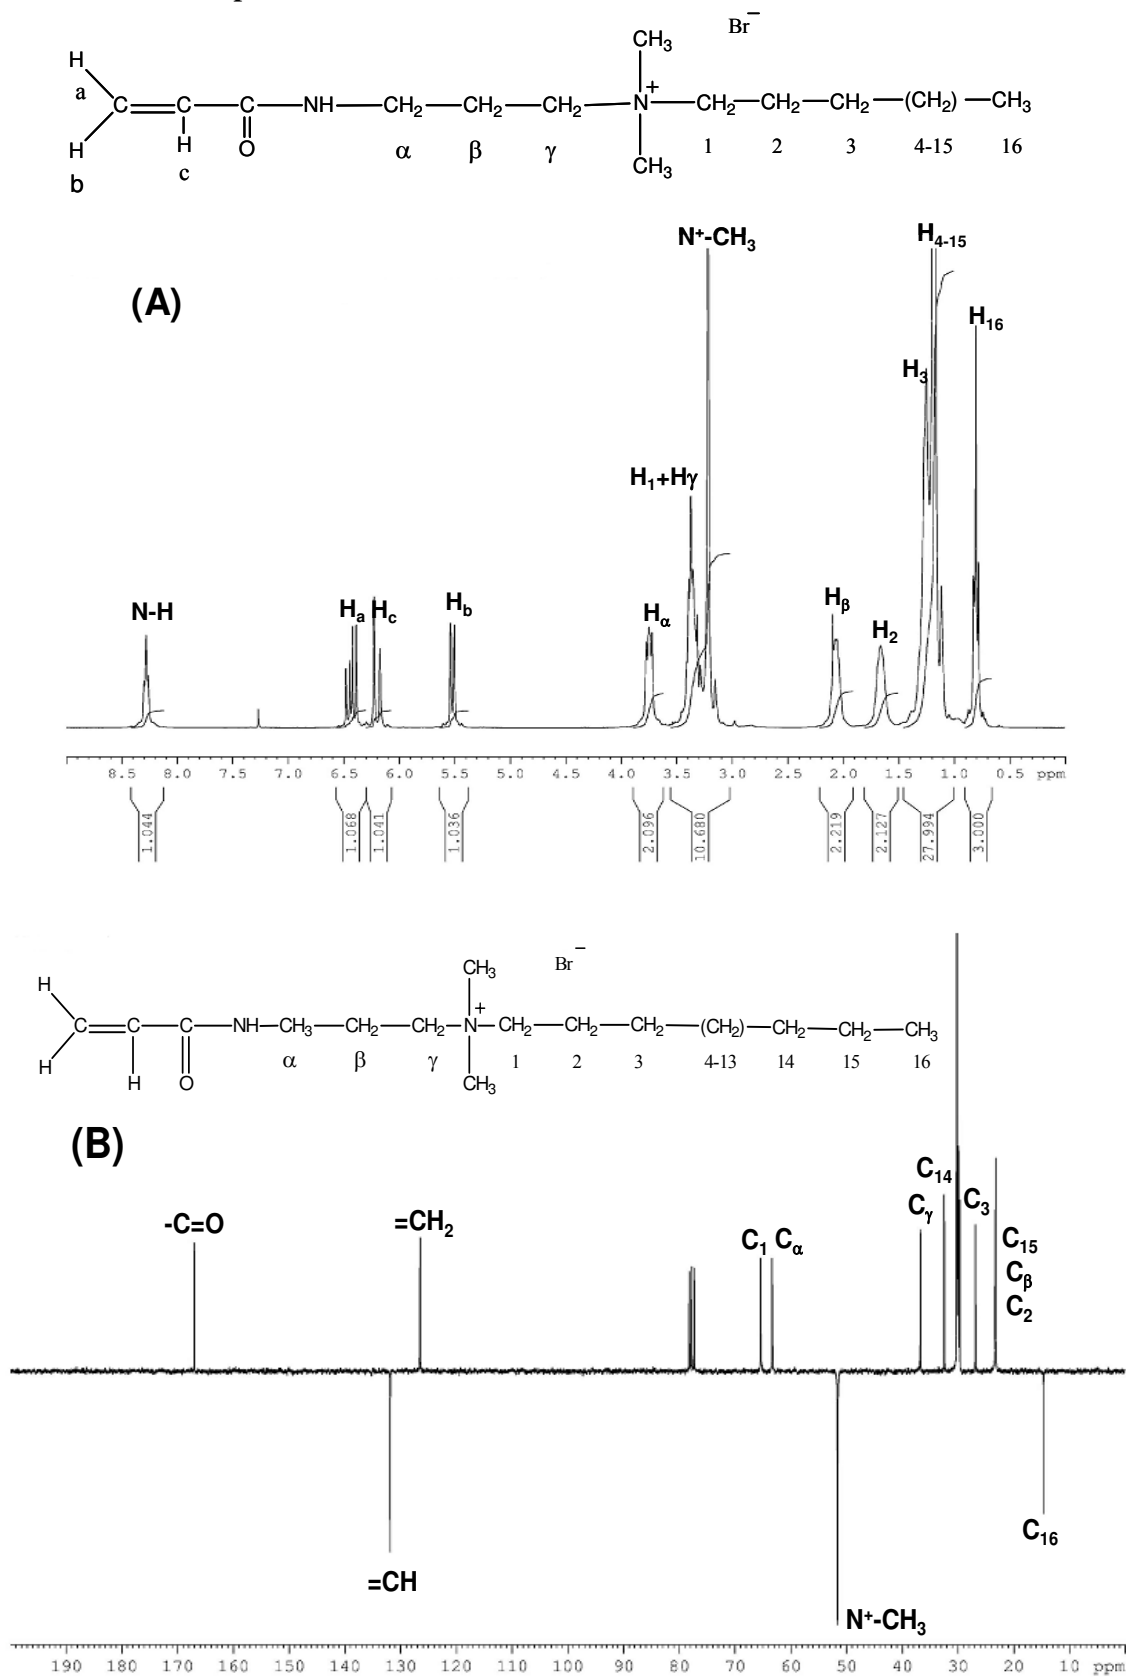 Br−
H CH3
a
C C C NH CH2 CH2 CH2 N+ CH2 CH2 CH2 (CH2) CH3
H H O α β γ CH3 1 2 3 4-15 16
b c
(A)
N+-CH3 H4-15
H16
H3
H1+Hγ
N-H Ha Hc Hb Hα Hβ H2
8.5 8.0 7.5 7.0 6.5 6.0 5.5 5.0 4.5 4.0 3.5 3.0 2.5 2.0 1.5 1.0 0.5 ppm
1.044 1.068 1.041 1.036 2.096 10.680 2.219 2.127 27.994 3.000
Br−
H CH3
C C C NH CH3 CH2 CH2 N+ CH2 CH2 CH2 (CH2) CH2 CH2 CH3
H H O α β γ CH3 1 2 3 4-13 14 15 16
(B)
C14
-C=O =CH2 C1 Cα Cγ C3
C15
Cβ
C2
C16
=CH
N+-CH3
190 180 170 160 150 140 130 120 110 100 90 80 70 60 50 40 30 20 10 ppm